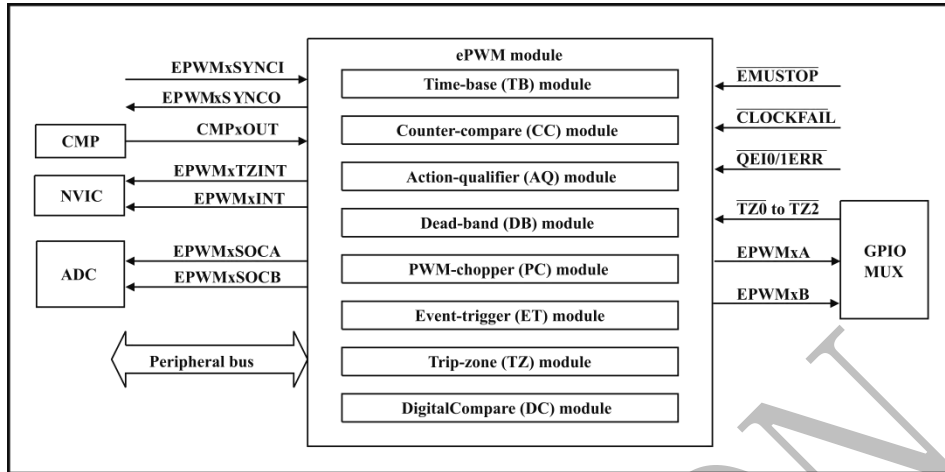 ePWM module
EPWMxSYNCI
EPWMxSYNCO
CMP
CMPxOUT
EPWMxTZINT
NVIC
EPWMxINT
EPWMxSOCA
ADC
EPWMxSOCB
Peripheral bus
Time-base (TB) module
Counter-compare (CC) module
Action-qualifier (AQ) module
Dead-band (DB) module
PWM-chopper (PC) module
Event-trigger (ET) module
Trip-zone (TZ) module
DigitalCompare (DC) module
EMUSTOP
CLOCKFAIL
QEI0/1ERR
TZ0 to TZ2
EPWMxA
EPWMxB
GPIO
MUX